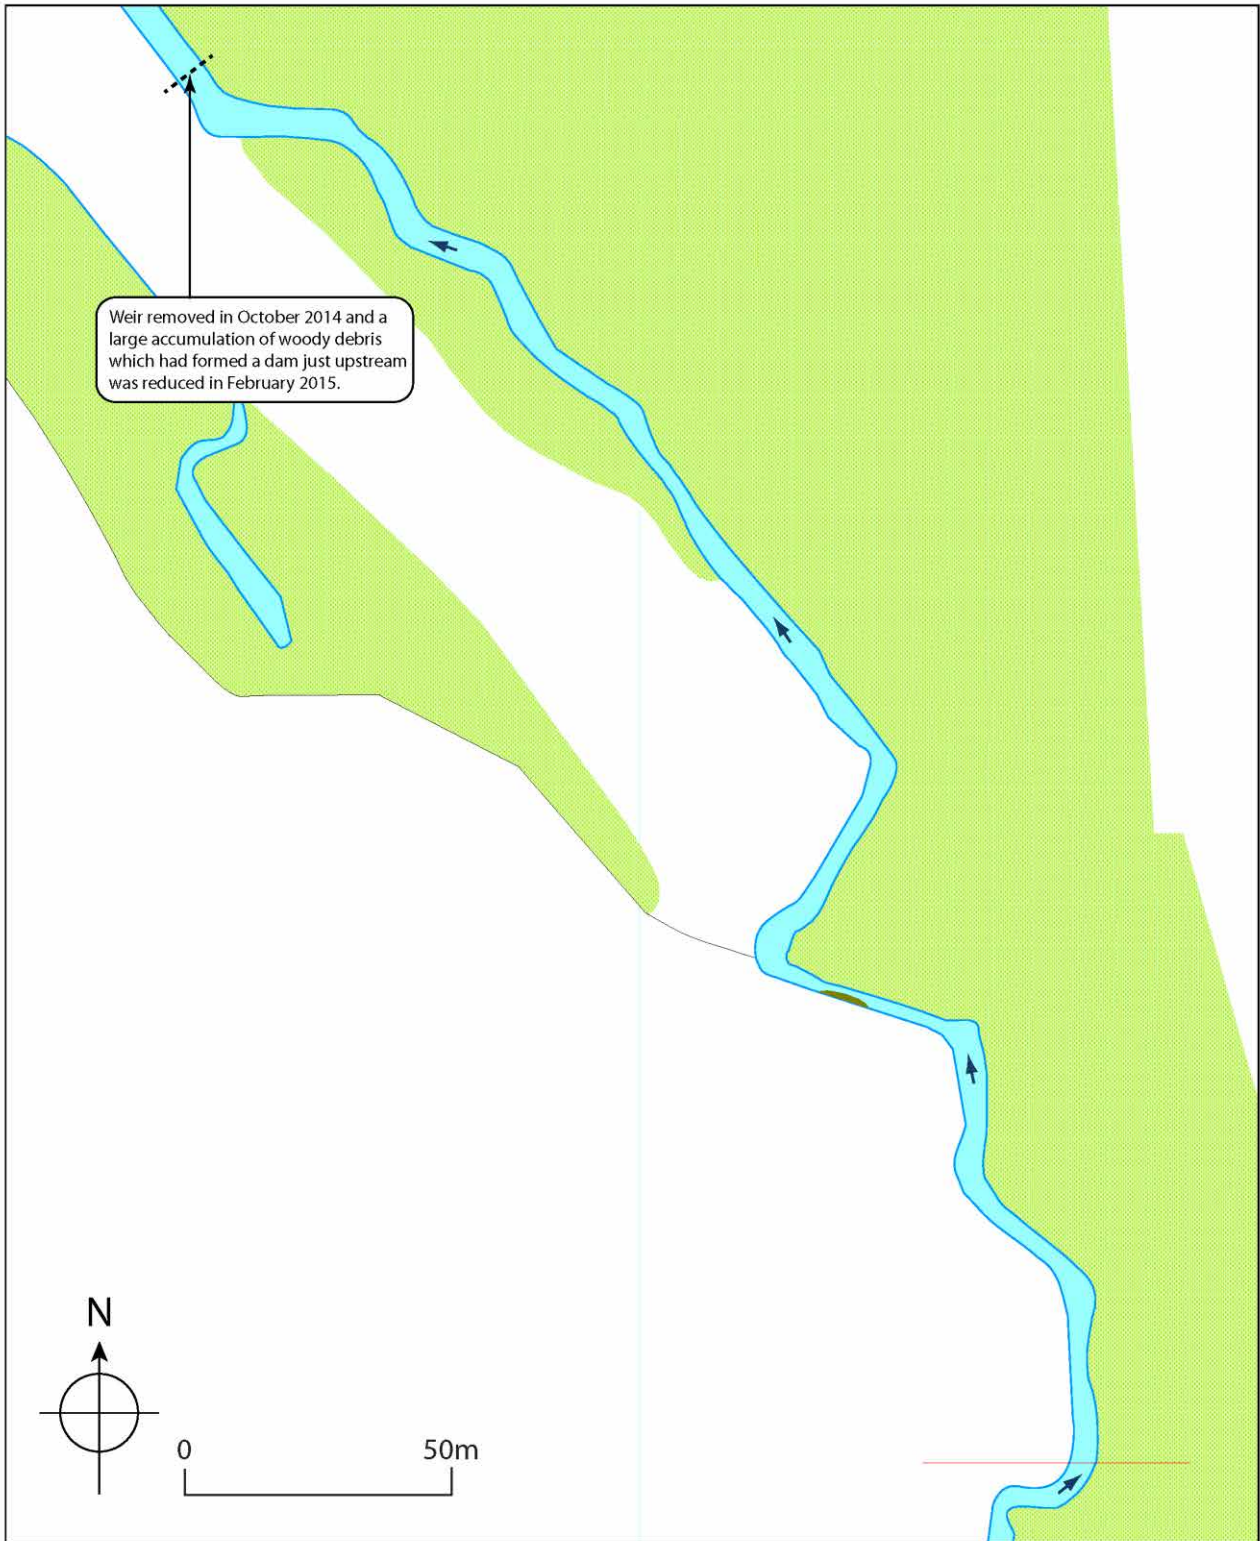 Weir removed in October 2014 and a
large accumulation of woody debris
which had formed a dam just upstream
was reduced in February 2015.
N
0 50m